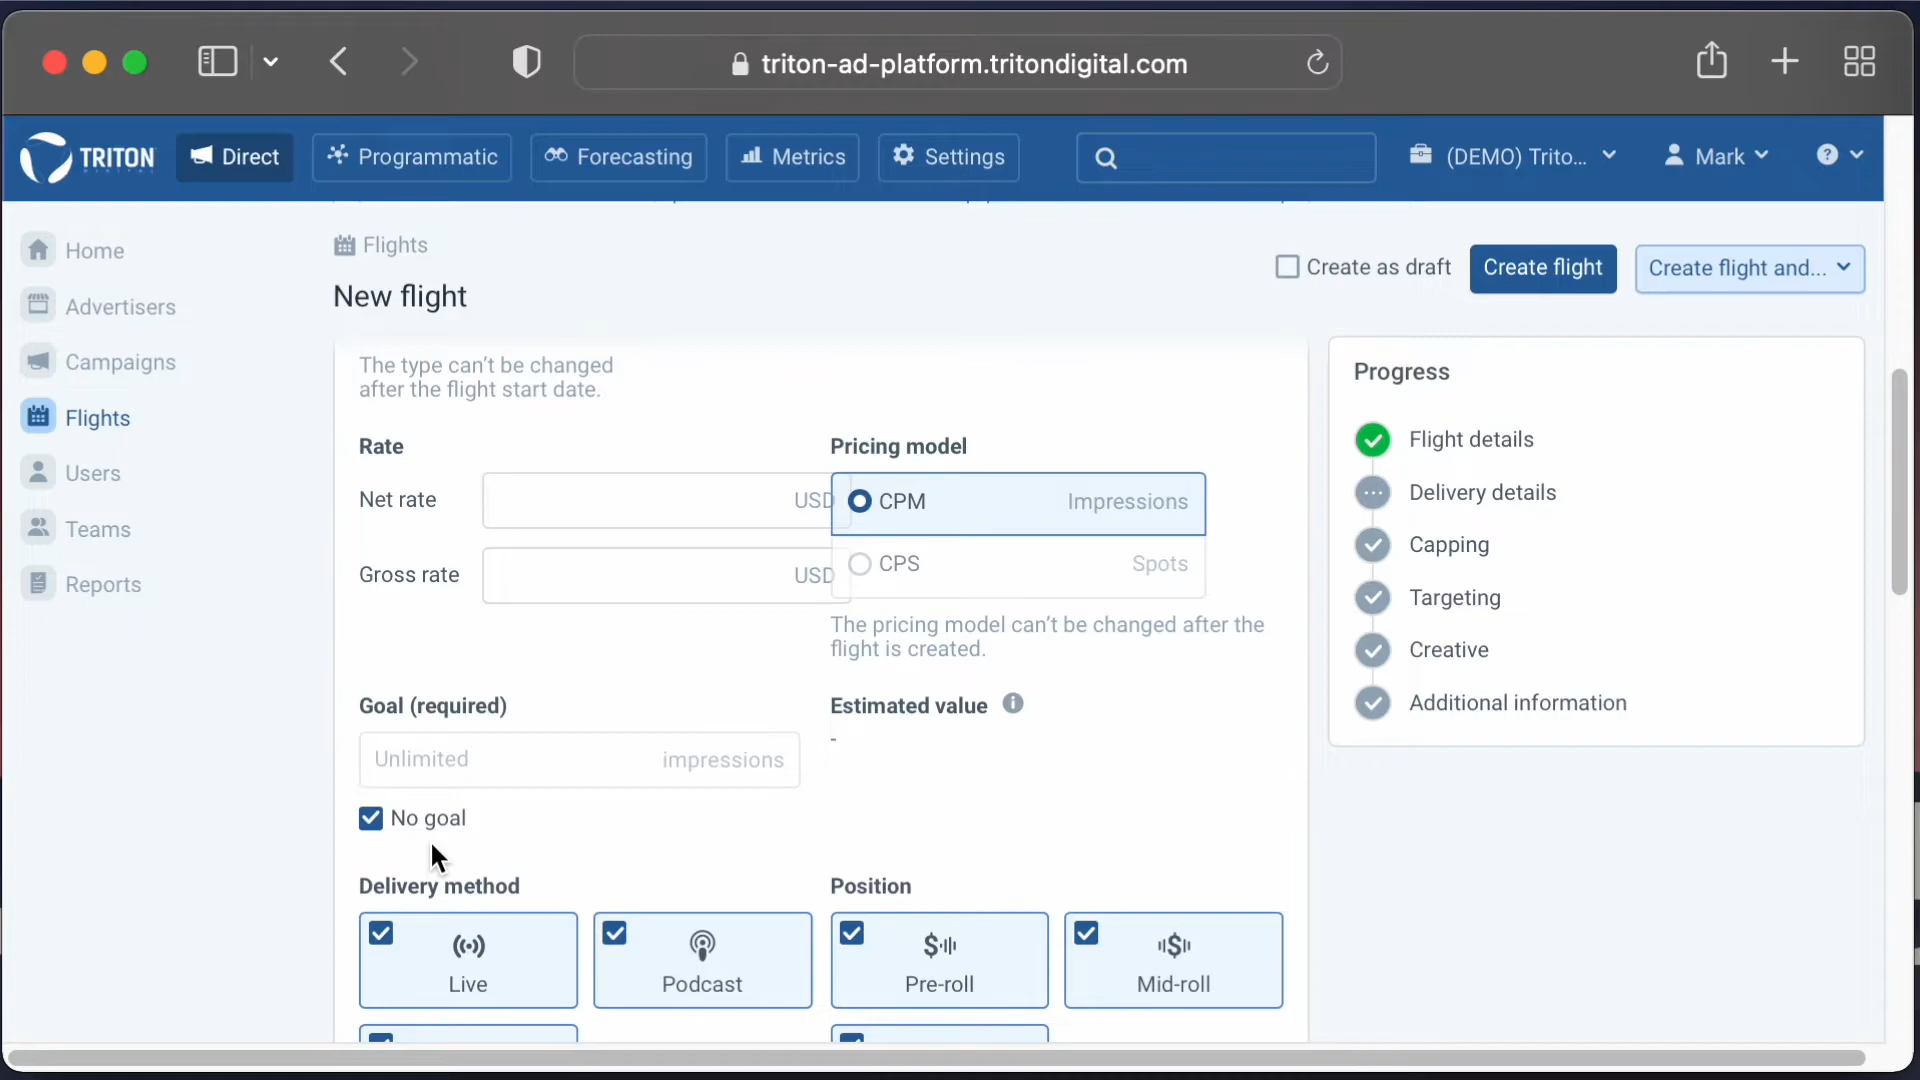 triton-ad-platform.tritondigital.com
TRITON
DIGITAL
Direct
Programmatic
Forecasting
Metrics
Settings
(DEMO) Trito...
Mark
?
Home
Advertisers
Campaigns
Flights
Users
Teams
Reports
Flights
New flight
Create as draft
Create flight
Create flight and...
The type can't be changed
after the flight start date.
Rate
Net rate
USD
Gross rate
USD
Pricing model
CPM Impressions
CPS Spots
The pricing model can't be changed after the
flight is created.
Goal (required)
Unlimited impressions
No goal
Estimated value
-
Delivery method
Live
Podcast
Position
Pre-roll
Mid-roll
Progress
Flight details
Delivery details
Capping
Targeting
Creative
Additional information